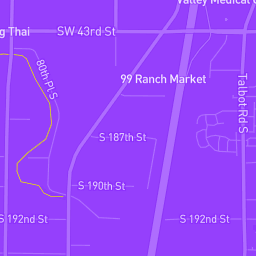 Valley Medical
g Thai
SW 43rd St
80th Pl S
99 Ranch Market
Talbot Rd S
S 187th St
S 190th St
S 192nd St
S 192nd St